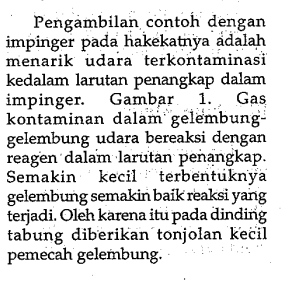 Pengambilan contoh dengan
impinger pada hakekatnya adalah
menarik udara terkontaminasi
kedalam larutan penangkap dalam
impinger. Gambar 1. Gas
kontaminan dalam gelembung-
gelembung udara bereaksi dengan
reagen dalam larutan penangkap.
Semakin kecil terbentuknya
gelembung semakin baik reaksi yang
terjadi. Oleh karena itu pada dinding
tabung diberikan tonjolan kecil
pemecah gelembung.